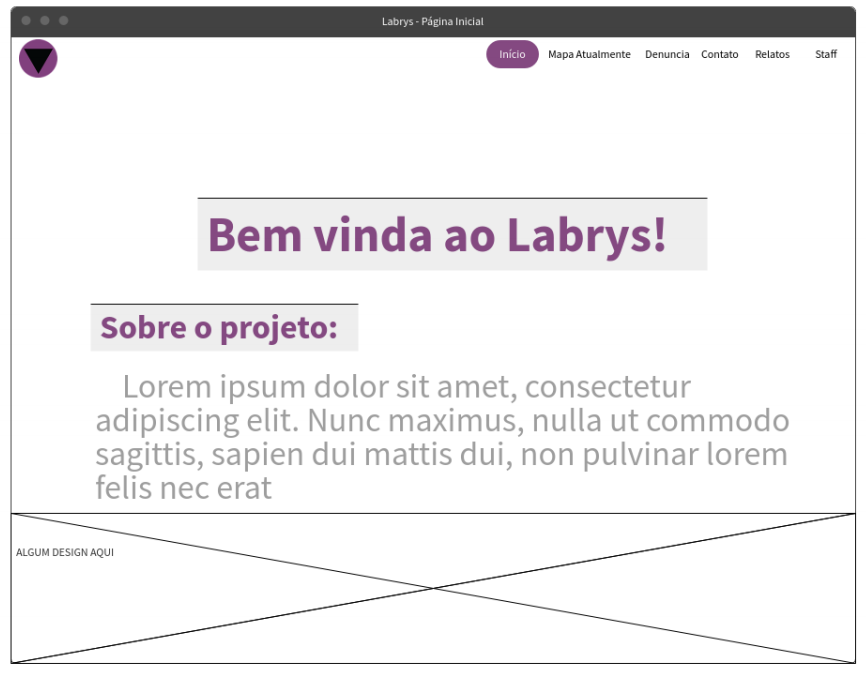 Labrys - Página Inicial
Início Mapa Atualmente Denuncia Contato Relatos Staff
Bem vinda ao Labrys!
Sobre o projeto:
Lorem ipsum dolor sit amet, consectetur
adipiscing elit. Nunc maximus, nulla ut commodo
sagittis, sapien dui mattis dui, non pulvinar lorem
felis nec erat
ALGUM DESIGN AQUI